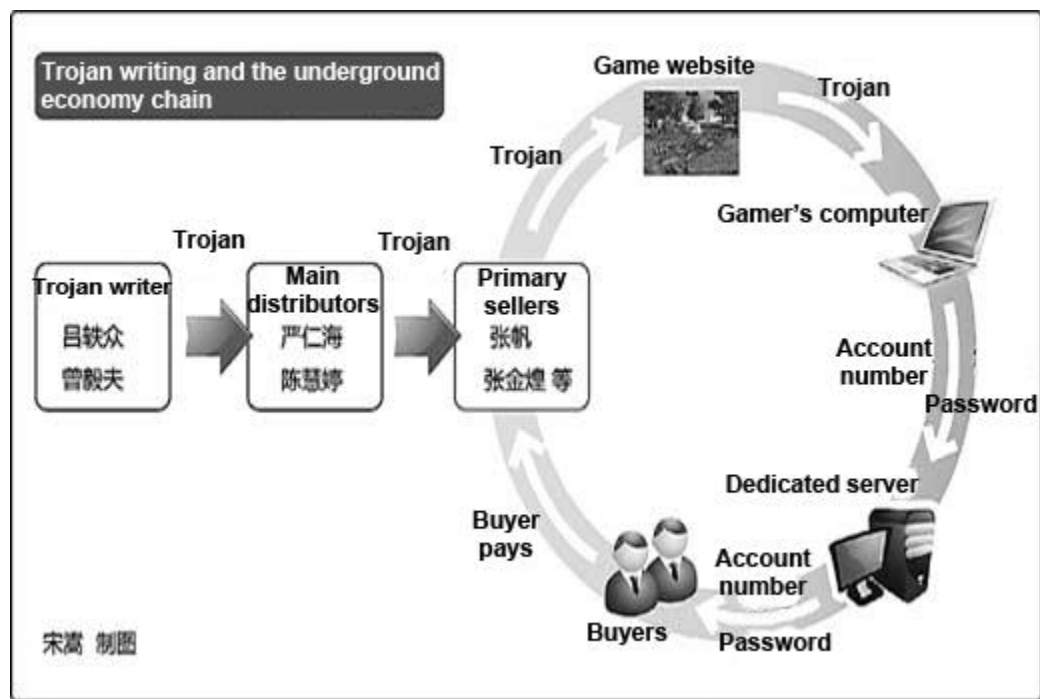 Trojan writing and the underground
economy chain
Game website
Trojan
Trojan
Gamer's computer
Trojan
Trojan
Trojan writer
吕轶众
曾毅夫
Main
distributors
严仁海
陈慧婷
Primary
sellers
张帆
张金煌 等
Account
number
Password
Dedicated server
Account
number
Password
Buyers
Buyer
pays
宋嵩 制图